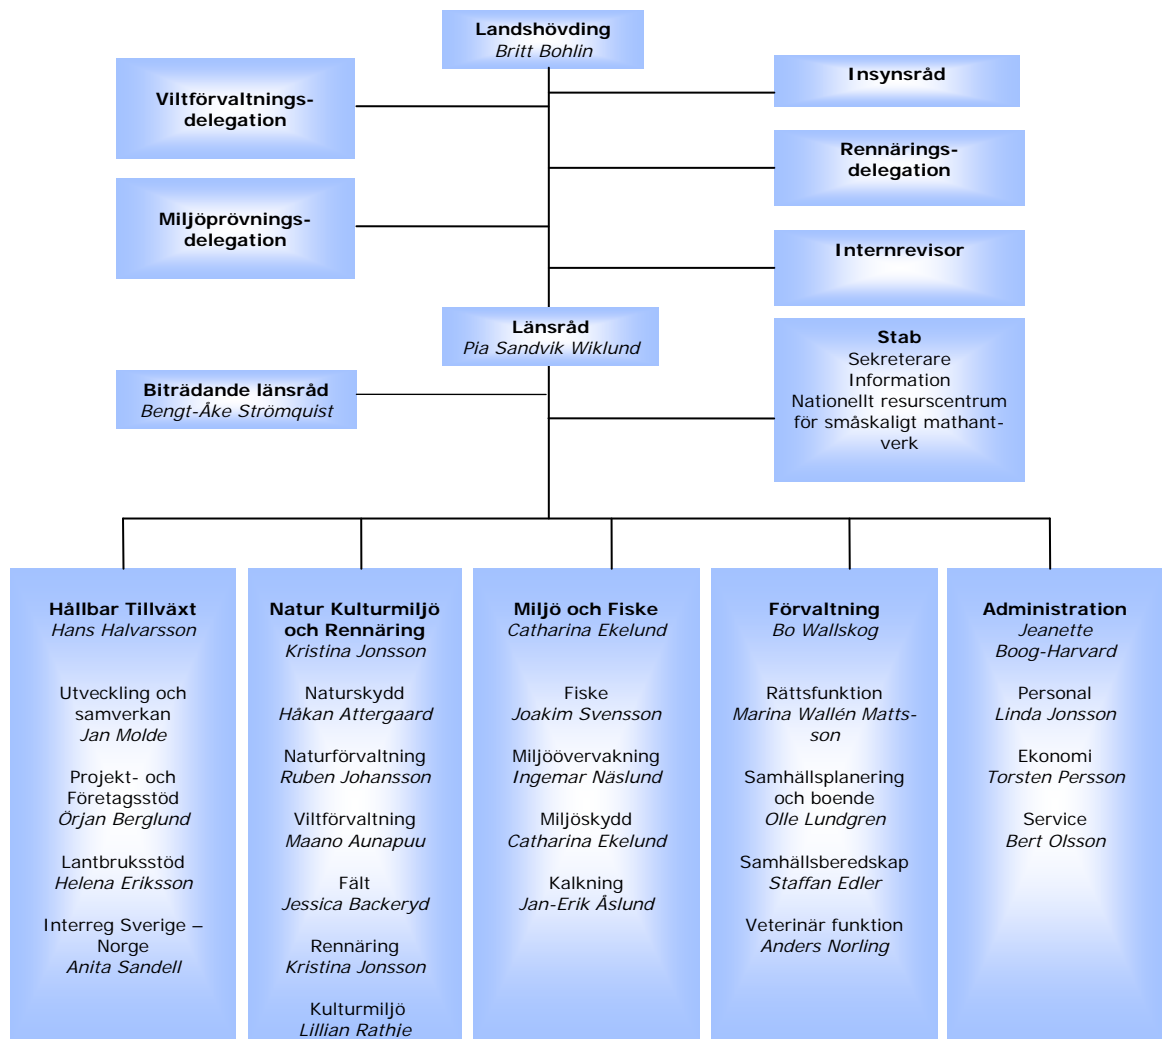 Landshövding
Britt Bohlin
Viltförvaltnings-
delegation
Insynsråd
Rennärings-
delegation
Miljöprövnings-
delegation
Internrevisor
Länsråd
Pia Sandvik Wiklund
Stab
Sekreterare
Information
Nationellt resurscentrum
för småskaligt mathant-
verk
Biträdande länsråd
Bengt-Åke Strömquist
Hållbar Tillväxt
Hans Halvarsson
Utveckling och
samverkan
Jan Molde
Projekt- och
Företagsstöd
Örjan Berglund
Lantbruksstöd
Helena Eriksson
Interreg Sverige –
Norge
Anita Sandell
Natur Kulturmiljö
och Rennäring
Kristina Jonsson
Naturskydd
Håkan Attergaard
Naturförvaltning
Ruben Johansson
Viltförvaltning
Maano Aunapuu
Fält
Jessica Backeryd
Rennäring
Kristina Jonsson
Kulturmiljö
Lillian Rathje
Miljö och Fiske
Catharina Ekelund
Fiske
Joakim Svensson
Miljöövervakning
Ingemar Näslund
Miljöskydd
Catharina Ekelund
Kalkning
Jan-Erik Åslund
Förvaltning
Bo Wallskog
Rättsfunktion
Marina Wallén Matts-
son
Samhällsplanering
och boende
Olle Lundgren
Samhällsberedskap
Staffan Edler
Veterinär funktion
Anders Norling
Administration
Jeanette
Boog-Harvard
Personal
Linda Jonsson
Ekonomi
Torsten Persson
Service
Bert Olsson